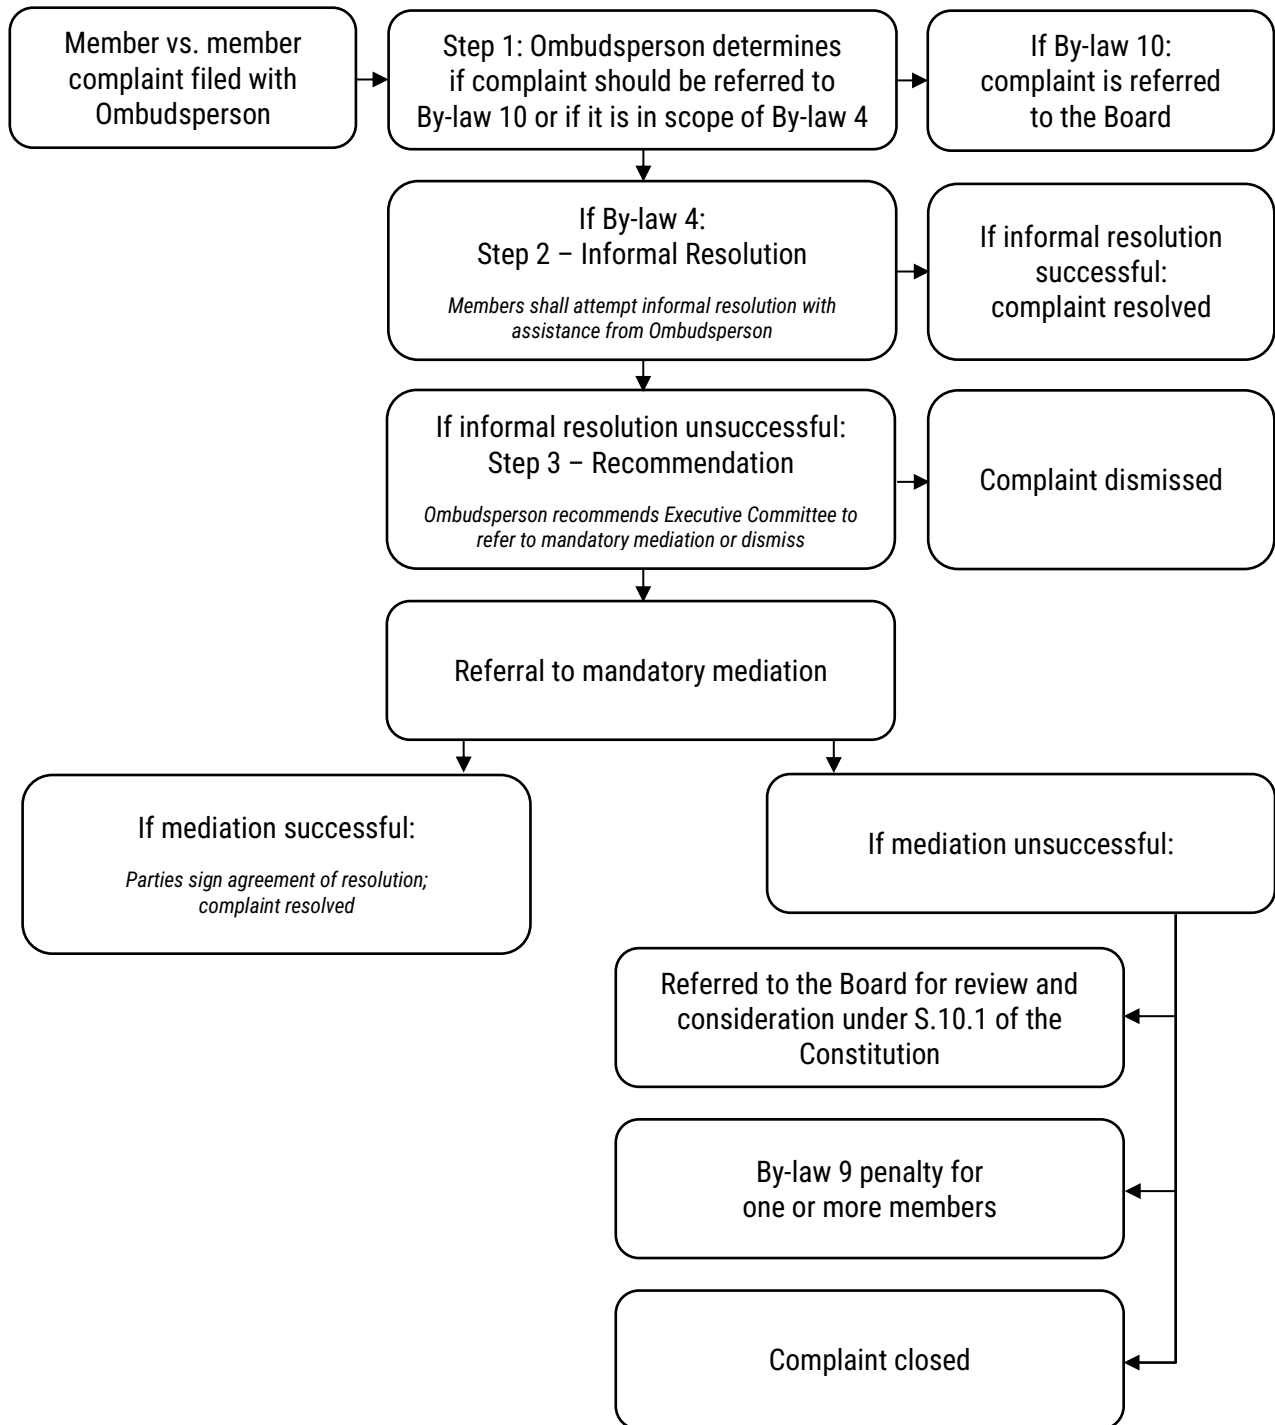 Member vs. member
complaint filed with
Ombudsperson
Step 1: Ombudsperson determines
if complaint should be referred to
By-law 10 or if it is in scope of By-law 4
If By-law 10:
complaint is referred
to the Board
If By-law 4:
Step 2 – Informal Resolution
Members shall attempt informal resolution with
assistance from Ombudsperson
If informal resolution
successful:
complaint resolved
If informal resolution unsuccessful:
Step 3 – Recommendation
Ombudsperson recommends Executive Committee to
refer to mandatory mediation or dismiss
Complaint dismissed
Referral to mandatory mediation
If mediation successful:
Parties sign agreement of resolution;
complaint resolved
If mediation unsuccessful:
Referred to the Board for review and
consideration under S.10.1 of the
Constitution
By-law 9 penalty for
one or more members
Complaint closed